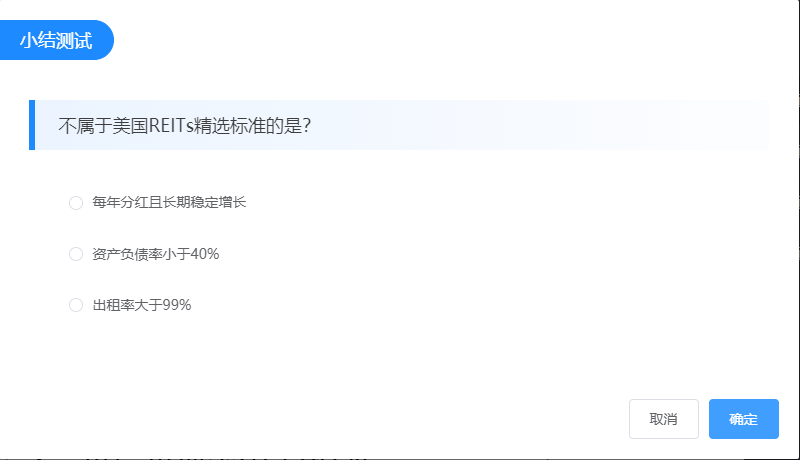 小结测试
不属于美国REITs精选标准的是？
每年分红且长期稳定增长
资产负债率小于40%
出租率大于99%
取消
确定